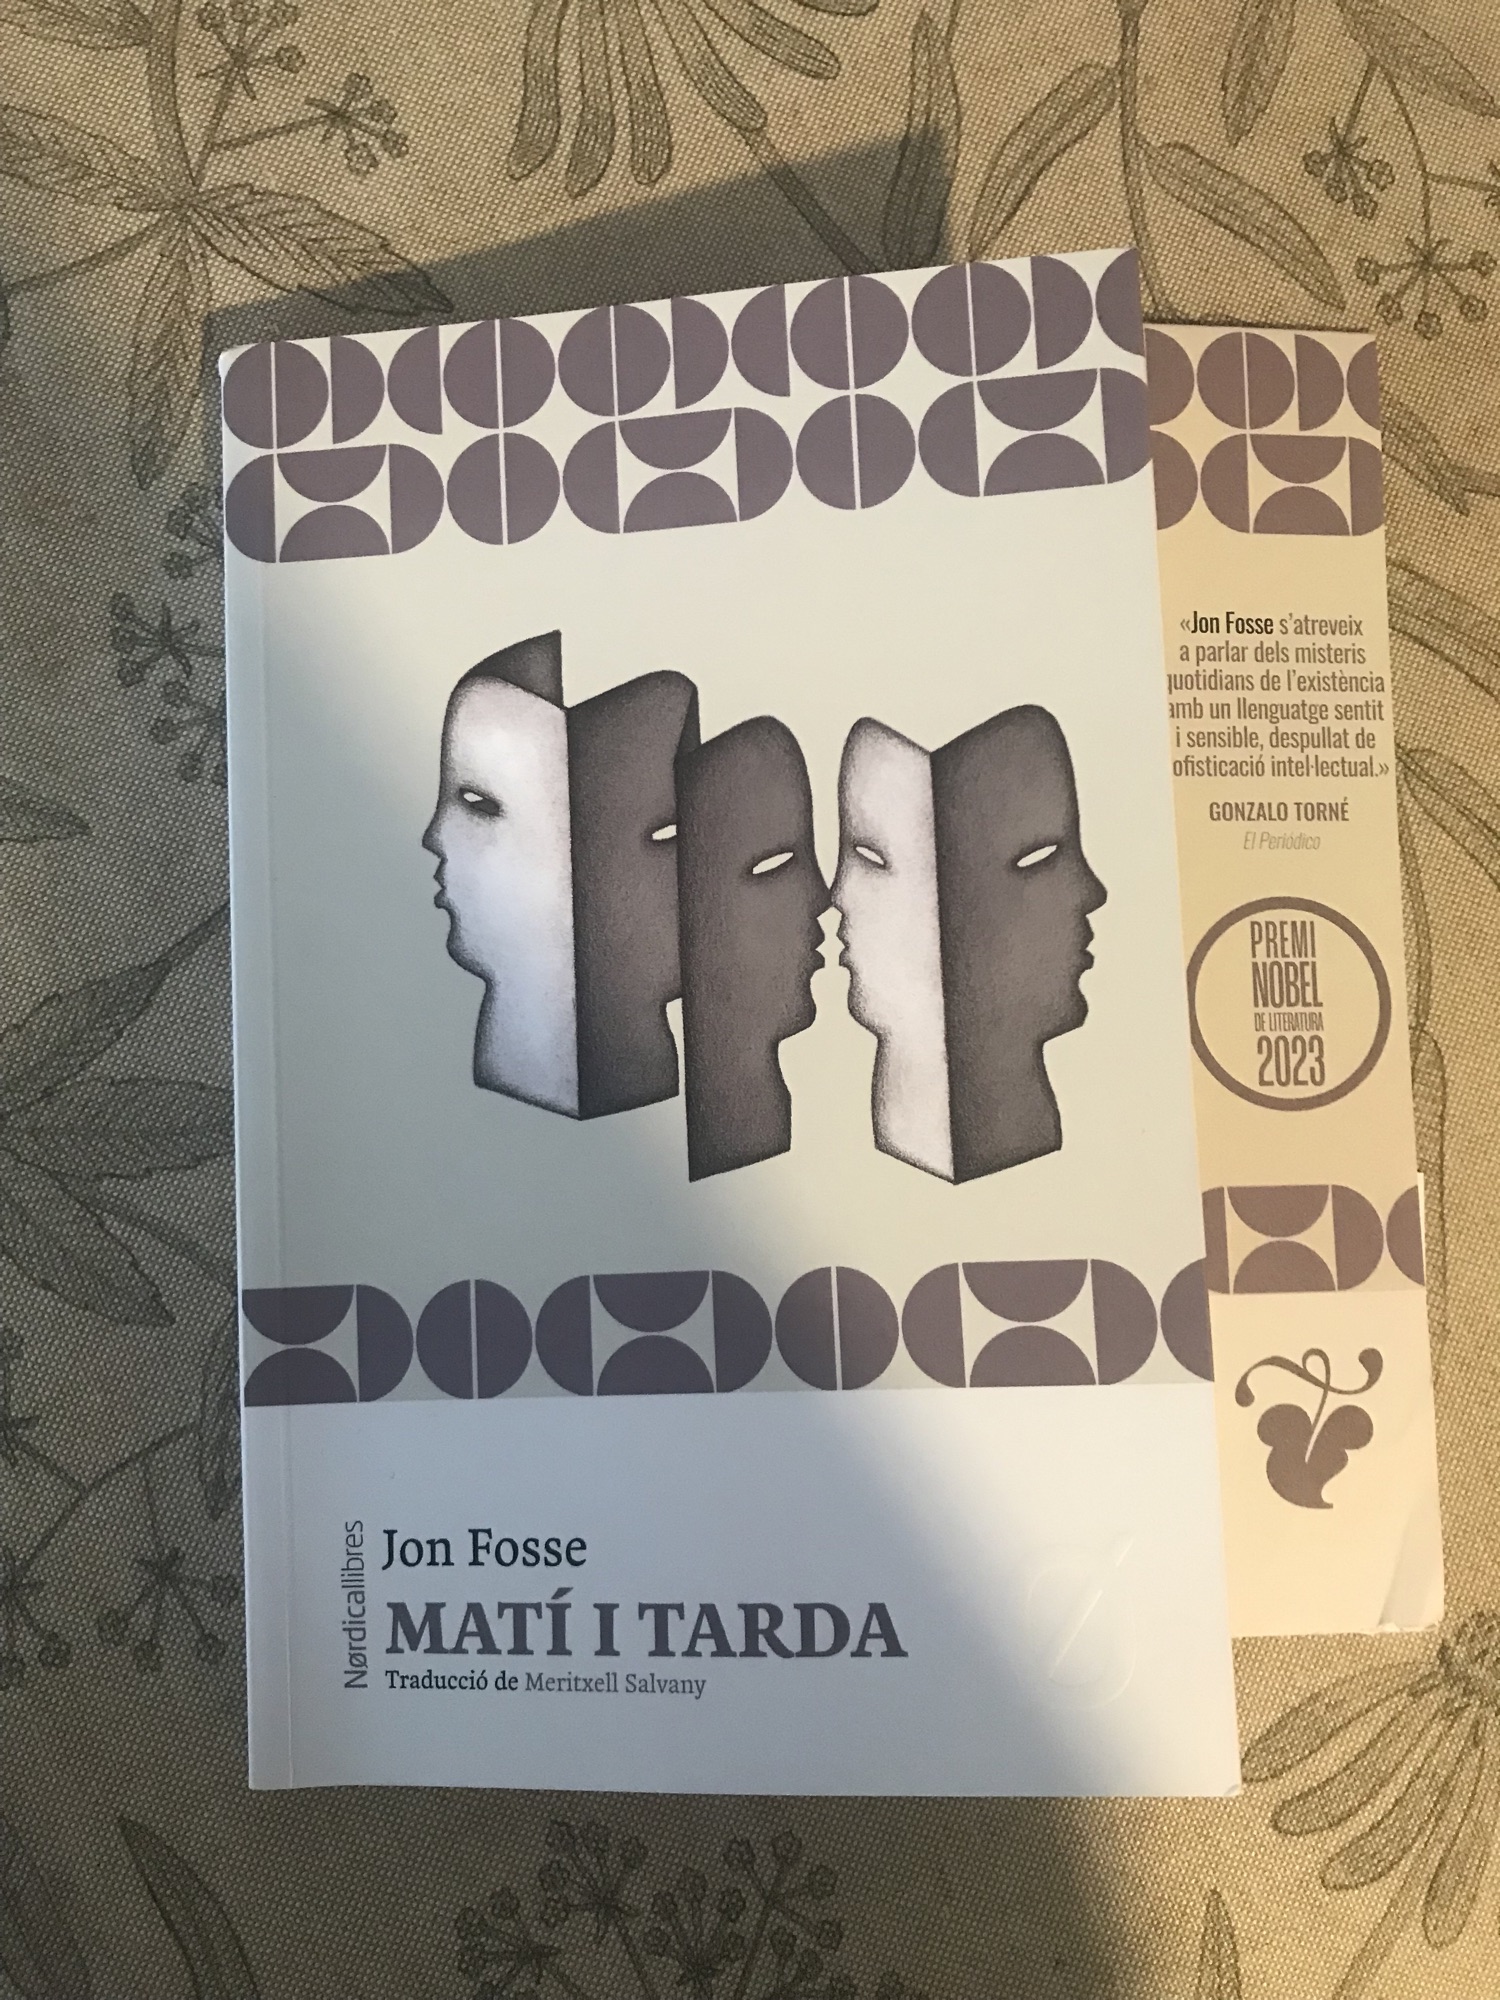 Jon Fosse
MATÍ I TARDA
Traducció de Meritxell Salvany
Nørdicallibres
«Jon Fosse s'atreveix
a parlar dels misteris
quotidians de l'existència
amb un llenguatge sentit
i sensible, despullat de
ofisticació intel·lectual.»
GONZALO TORNÉ
El Periódico
PREMI
NOBEL
DE LITERATURA
2023